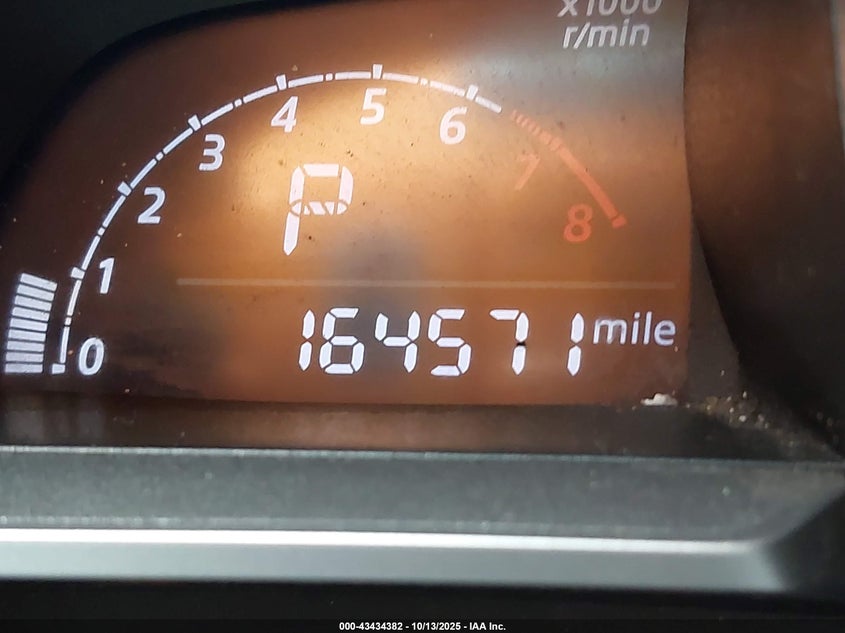 x1000
r/min
0 1 2 3 4 5 6 7 8
P
164571 mile
000-43434382 - 10/13/2025 - IAA Inc.